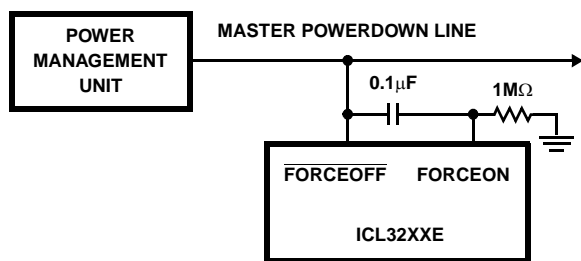 POWER
MANAGEMENT
UNIT
MASTER POWERDOWN LINE
0.1μF
1MΩ
FORCEOFF FORCEON
ICL32XXE